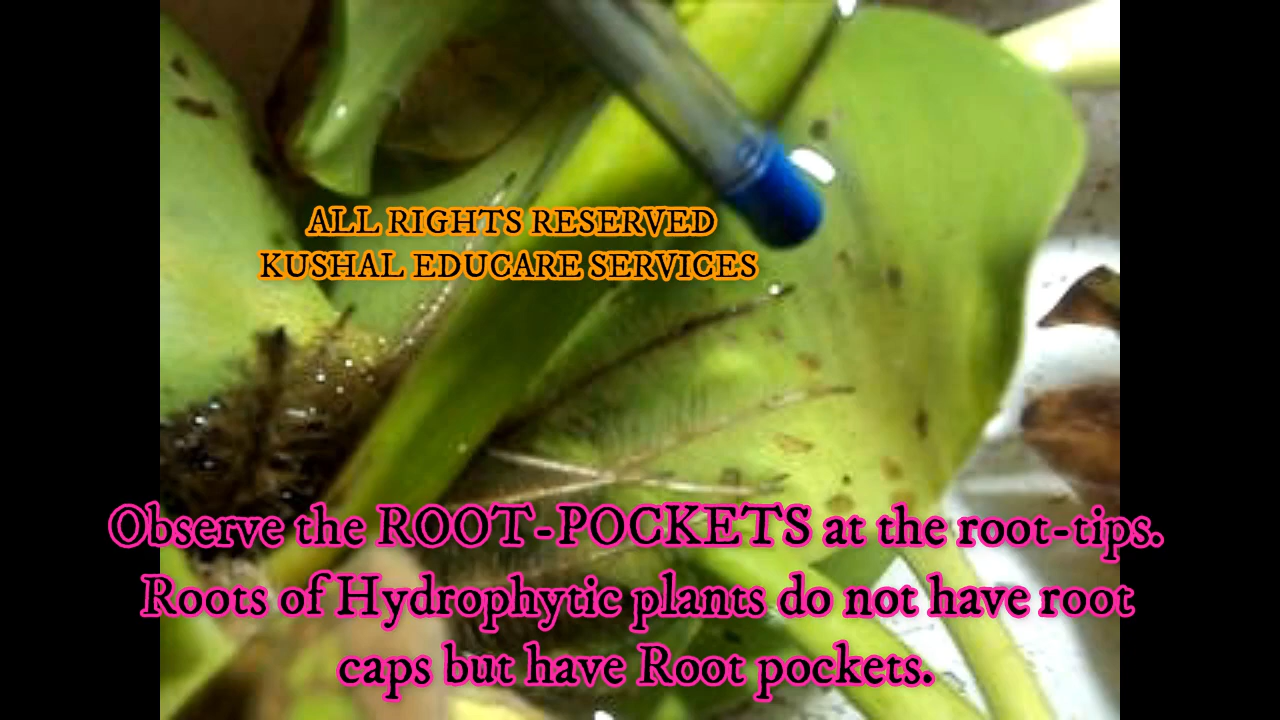 ALL RIGHTS RESERVED
KUSHAL EDUCARE SERVICES
Observe the ROOT-POCKETS at the root-tips.
Roots of Hydrophytic plants do not have root
caps but have Root pockets.